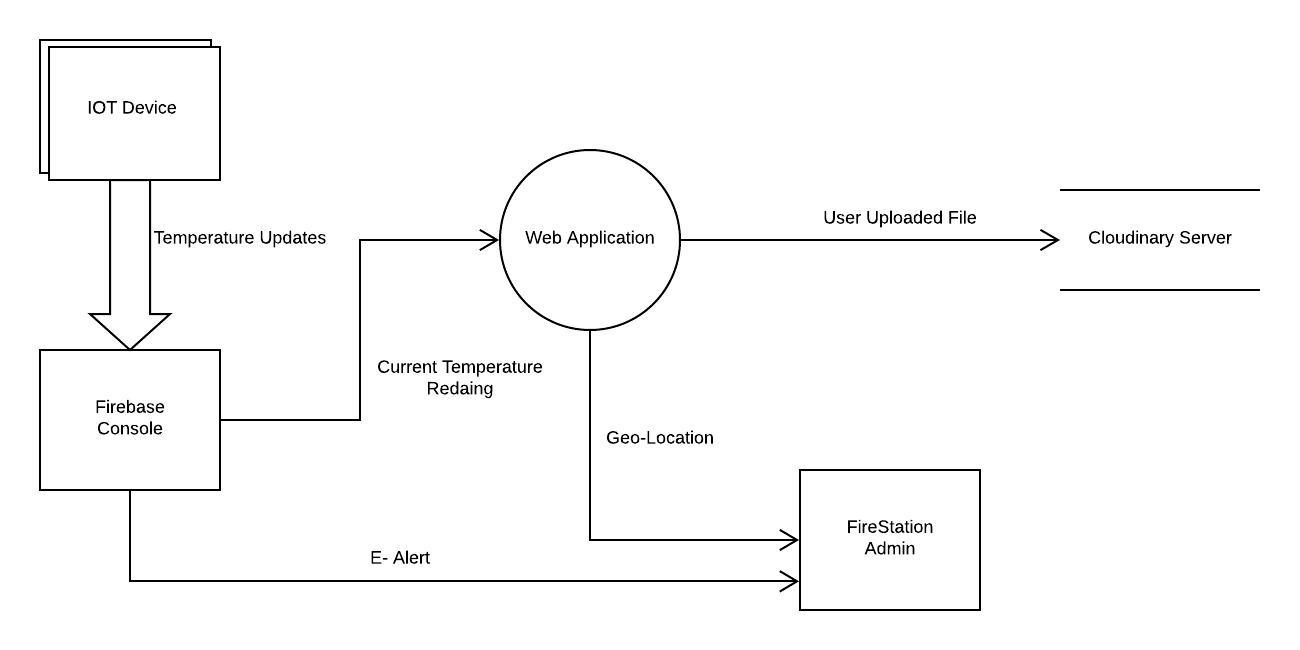 IOT Device
Temperature Updates
Web Application
User Uploaded File
Cloudinary Server
Current Temperature
Redaing
Firebase
Console
Geo-Location
FireStation
Admin
E- Alert